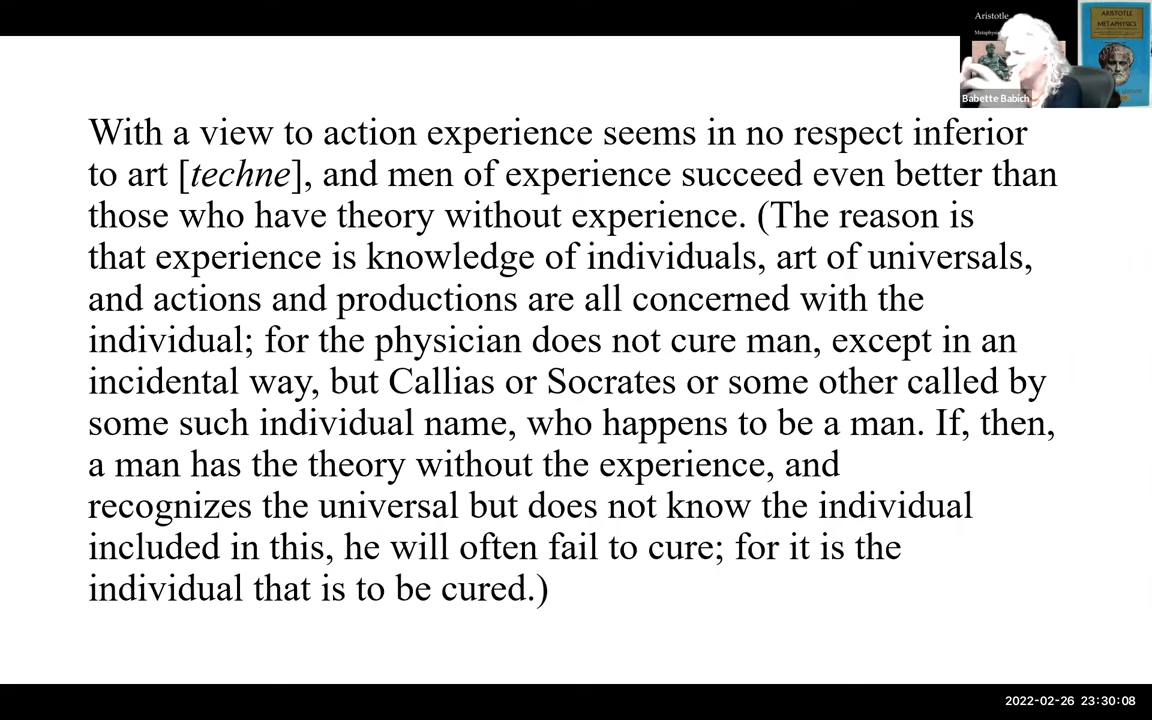 Aristotle
ARISTOTLE
METAPHYSICS
Babette Babich
With a view to action experience seems in no respect inferior
to art [techne], and men of experience succeed even better than
those who have theory without experience. (The reason is
that experience is knowledge of individuals, art of universals,
and actions and productions are all concerned with the
individual; for the physician does not cure man, except in an
incidental way, but Callias or Socrates or some other called by
some such individual name, who happens to be a man. If, then,
a man has the theory without the experience, and
recognizes the universal but does not know the individual
included in this, he will often fail to cure; for it is the
individual that is to be cured.)
2022-02-26 23:30:08